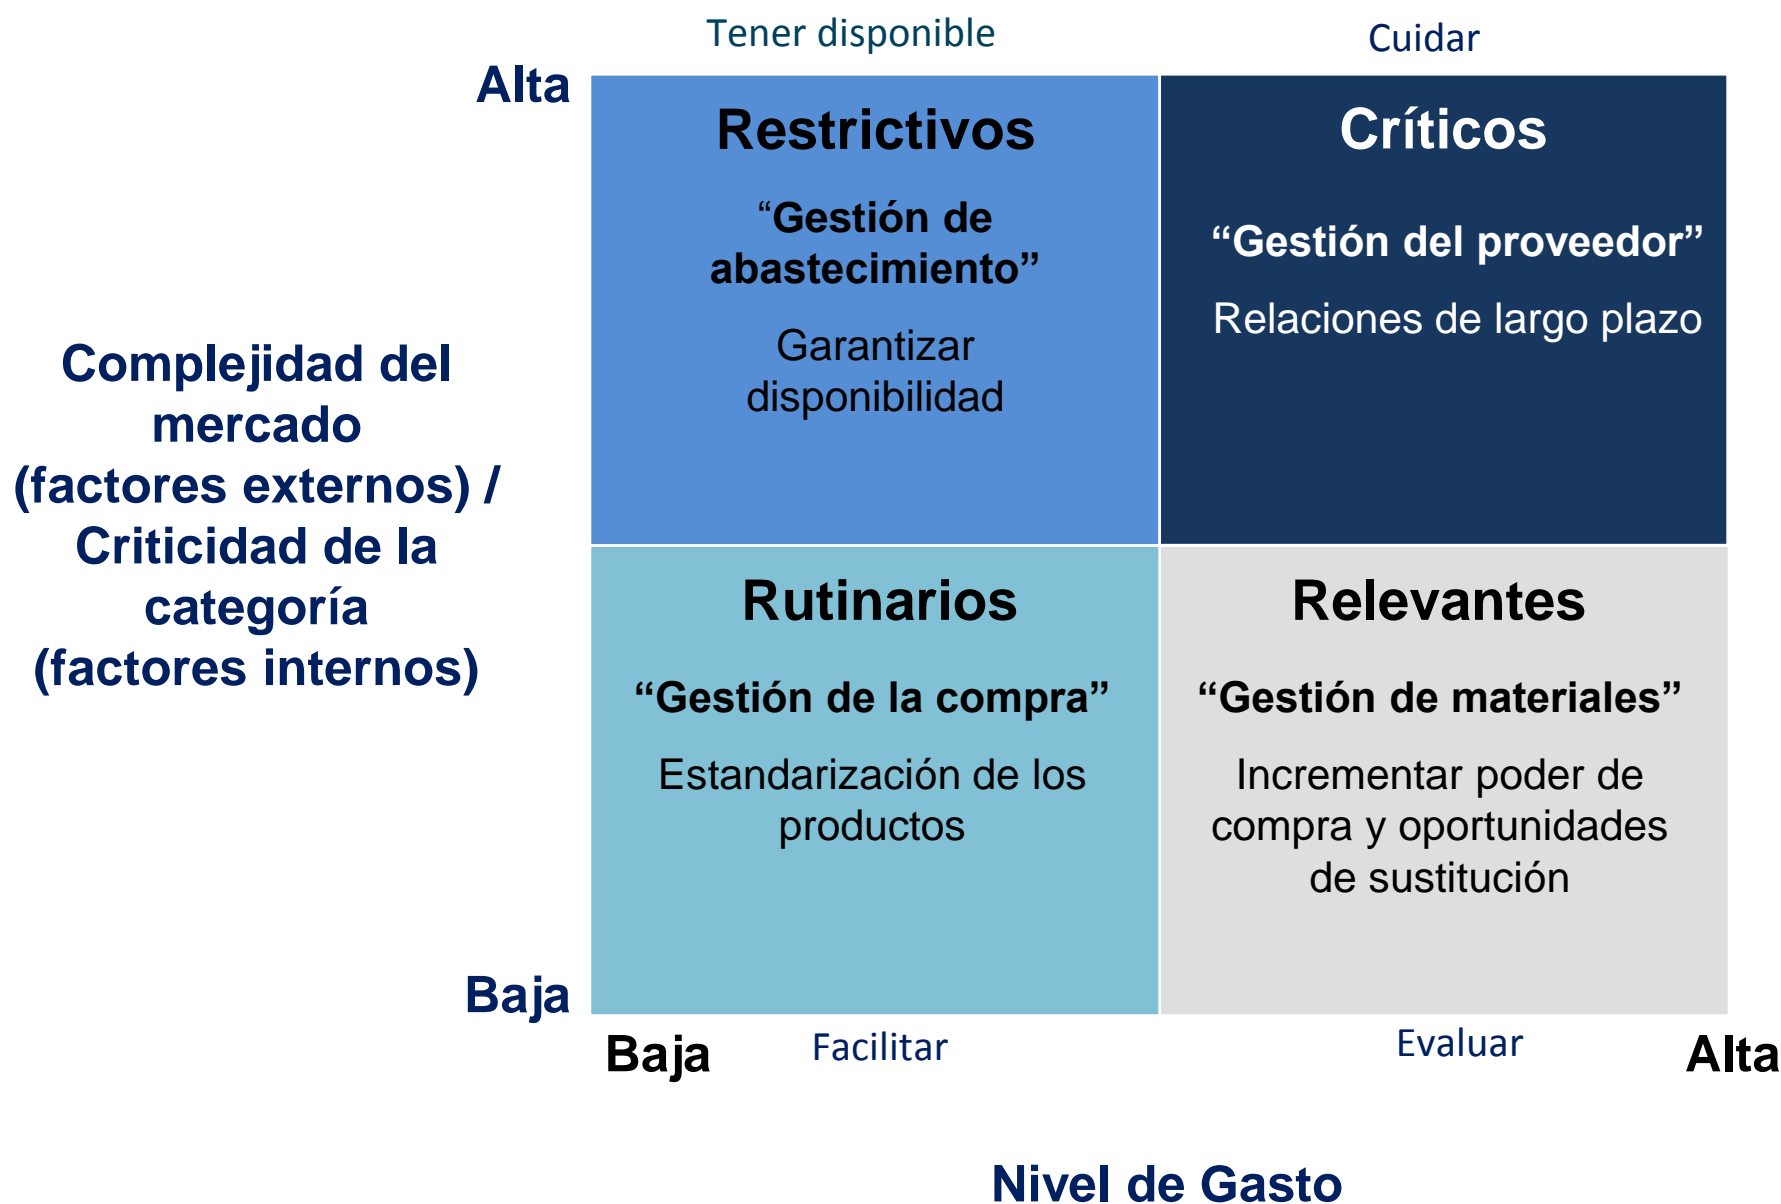 Tener disponible
Cuidar
Alta
Restrictivos
“Gestión de
abastecimiento”
Garantizar
disponibilidad
Críticos
“Gestión del proveedor”
Relaciones de largo plazo
Complejidad del
mercado
(factores externos) /
Criticidad de la
categoría
(factores internos)
Rutinarios
“Gestión de la compra”
Estandarización de los
productos
Relevantes
“Gestión de materiales”
Incrementar poder de
compra y oportunidades
de sustitución
Baja
Baja
Facilitar
Evaluar
Alta
Nivel de Gasto